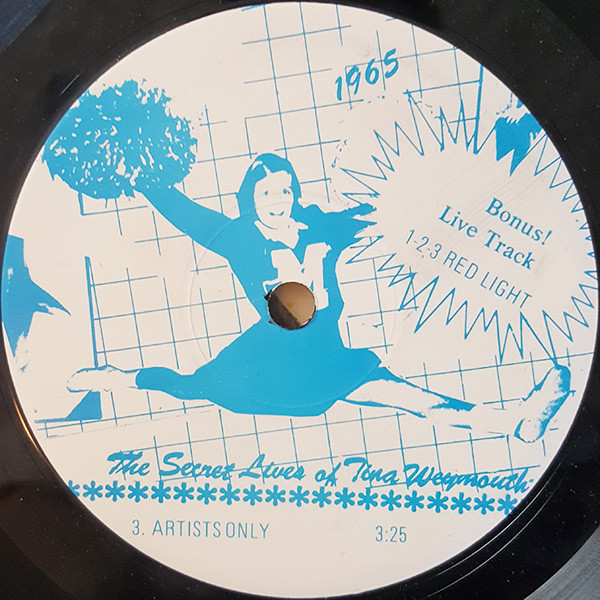 1965
Bonus!
Live Track
1-2-3 RED LIGHT
M
The Secret Lives of Tina Weymouth
*********************
3. ARTISTS ONLY 3:25